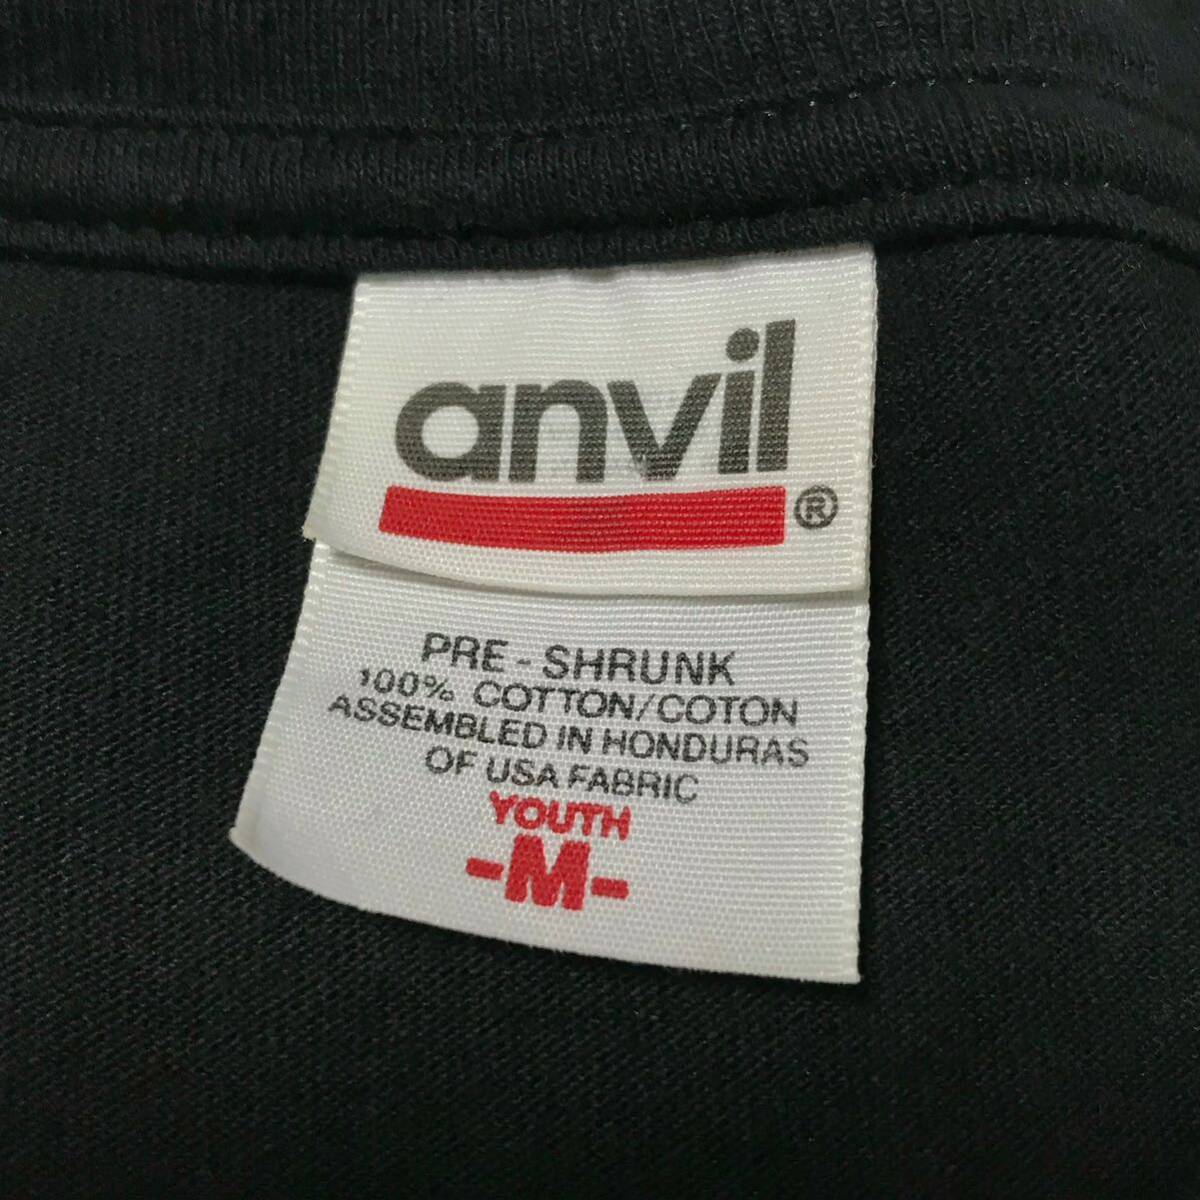 anvil
®
PRE-SHRUNK
100% COTTON/COTON
ASSEMBLED IN HONDURAS
OF USA FABRIC
YOUTH
-M-